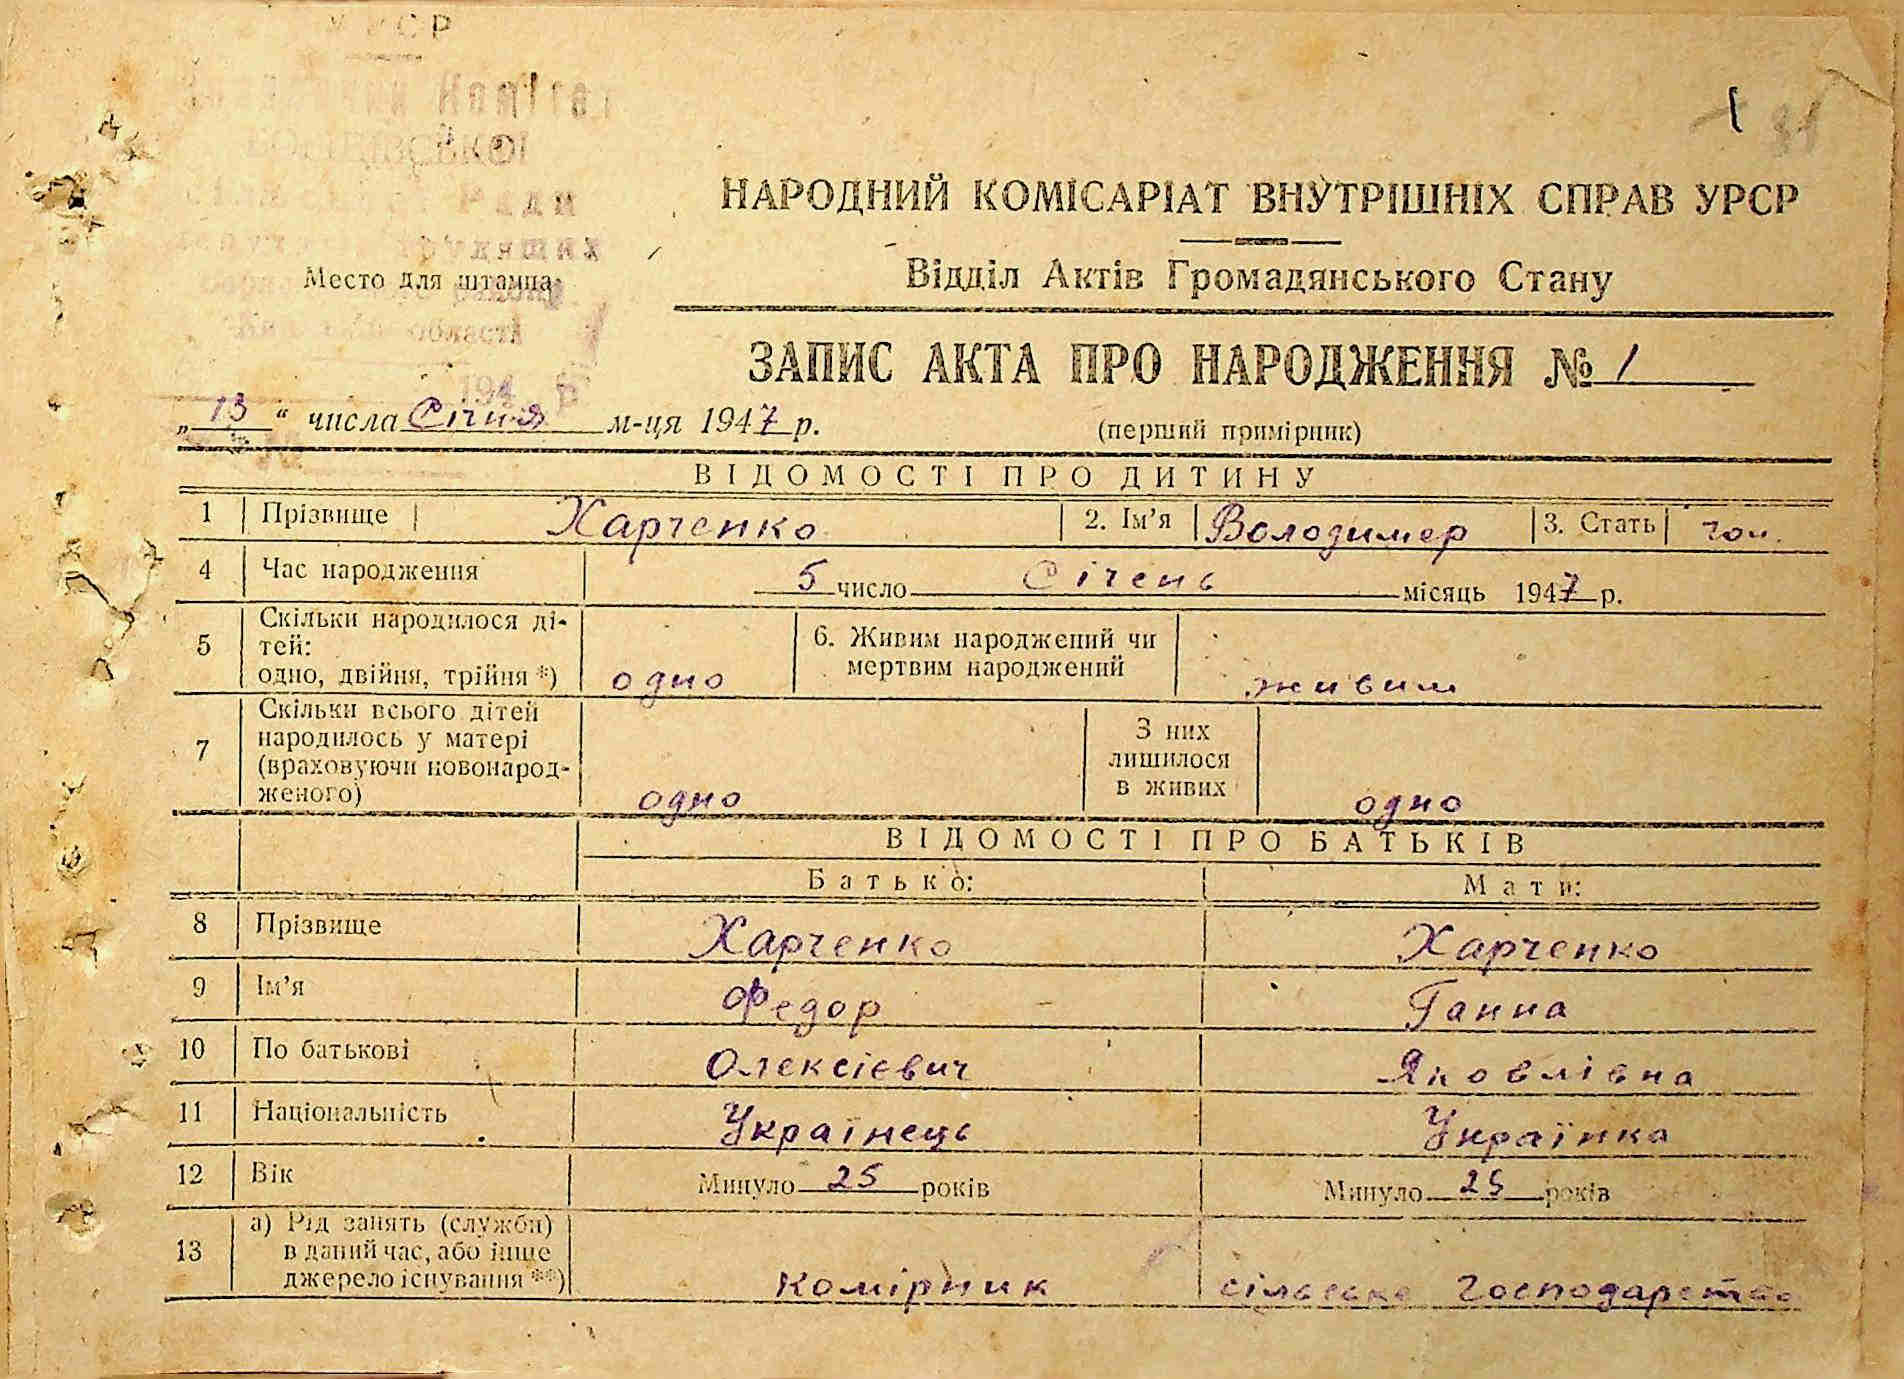 УРСР
НАРОДНИЙ КОМІСАРІАТ ВНУТРІШНІХ СПРАВ УРСР
Відділ Актів Громадянського Стану
Место для штампа
ЗАПИС АКТА ПРО НАРОДЖЕННЯ № 1
„13“ числа Січня м-ця 1947 р.
(перший примірник)
ВІДОМОСТІ ПРО ДИТИНУ
1 Прізвище Харченко 2. Ім’я Володимер 3. Стать чол.
4 Час народження 5 число Січень місяць 1947 р.
5 Скільки народилося ді-
тей:
одно, двійня, трійня *) одно 6. Живим народжений чи
мертвим народжений живим
7 Скільки всього дітей
народилось у матері
(враховуючи новонарод-
женого) одно
З них
лишилося
в живих одно
ВІДОМОСТІ ПРО БАТЬКІВ
Батько: Мати:
8 Прізвище Харченко Харченко
9 Ім’я Федор Ганна
10 По батькові Олексієвич Яковлівна
11 Національність Українець Українка
12 Вік Минуло 25 років Минуло 25 років
13 а) Рід занять (служби)
в даний час, або інше
джерело існування **) комірник сільське господарство